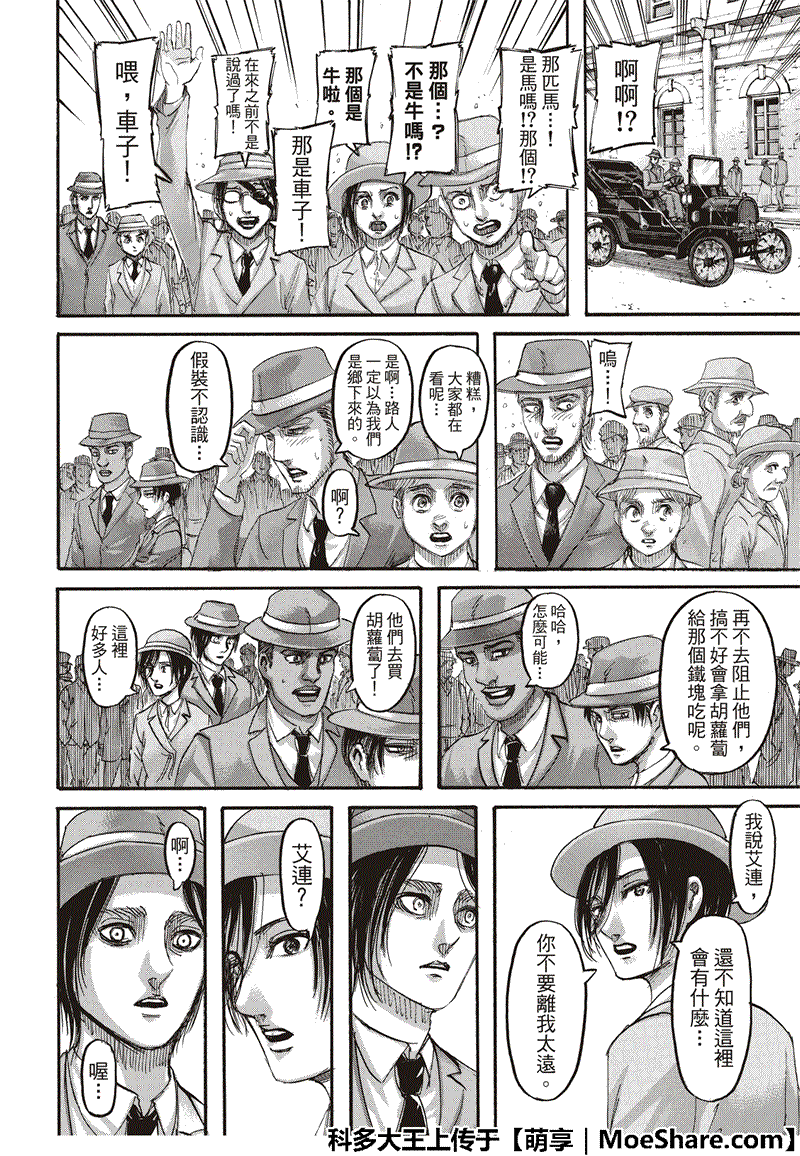 啊啊!?
那匹馬…!
是馬嗎!?那個!?
那個…?
不是牛嗎!?
那個是
牛啦。
那是車子!
在來之前不是
說過了嗎!
喂，車子!
嗚…!
糟糕，
大家都在
看呢…
是啊…路人
一定以為我們
是鄉下來的。
啊?
假裝不認識…
再不去阻止他們，
搞不好會拿胡蘿蔔
給那個鐵塊吃呢。
哈哈，
怎麼可能…
他們去買
胡蘿蔔了!
這裡
好多人…
我說艾連，
還不知道這裡
會有什麼…
你不要離我太遠。
艾連?
啊…
喔…
科多大王上传于【萌享｜MoeShare.com】